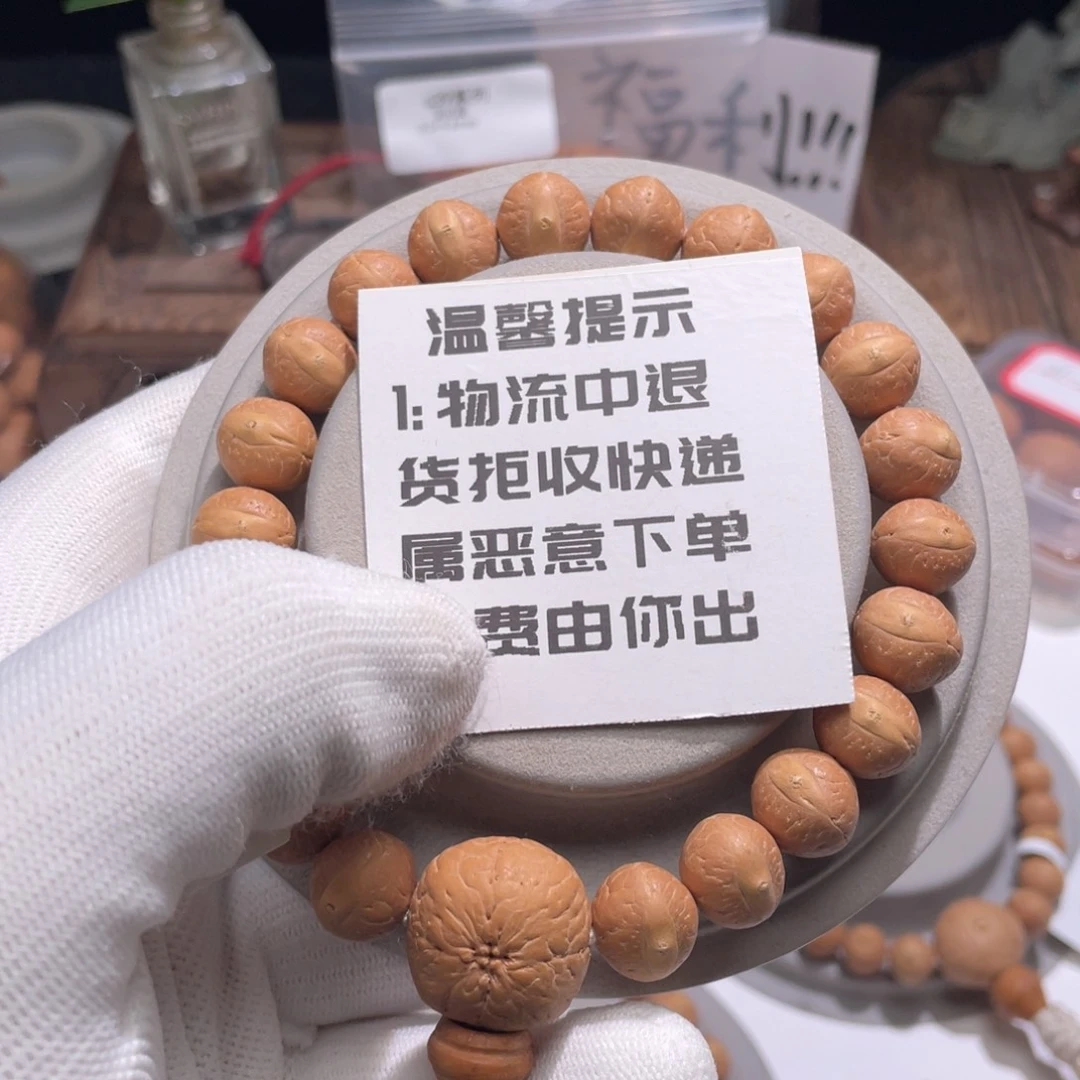 福利!!!
温馨提示
1:物流中退
货拒收快递
属恶意下单
费由你出